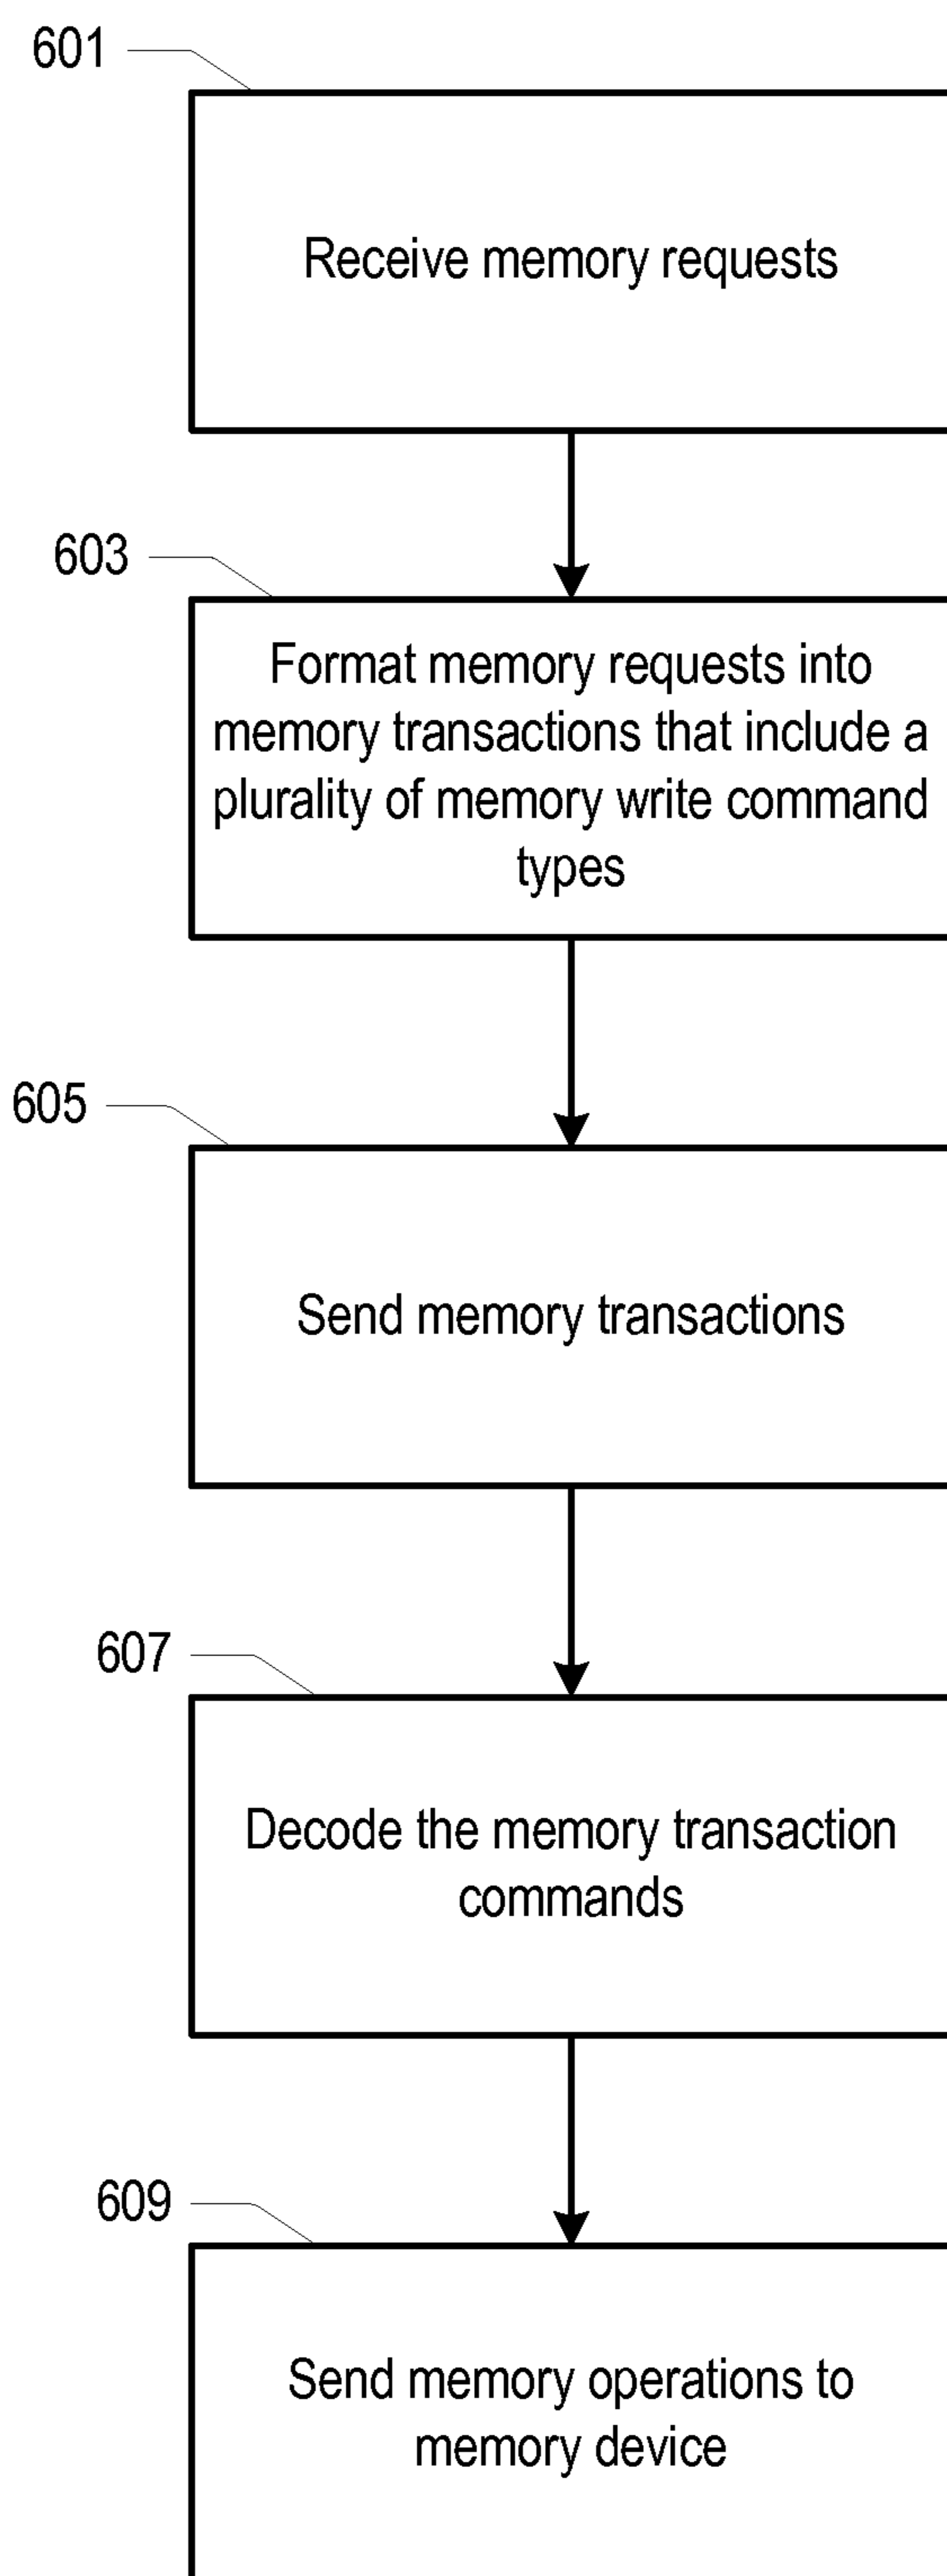 601
Receive memory requests
603
Format memory requests into
memory transactions that include a
plurality of memory write command
types
605
Send memory transactions
607
Decode the memory transaction
commands
609
Send memory operations to
memory device